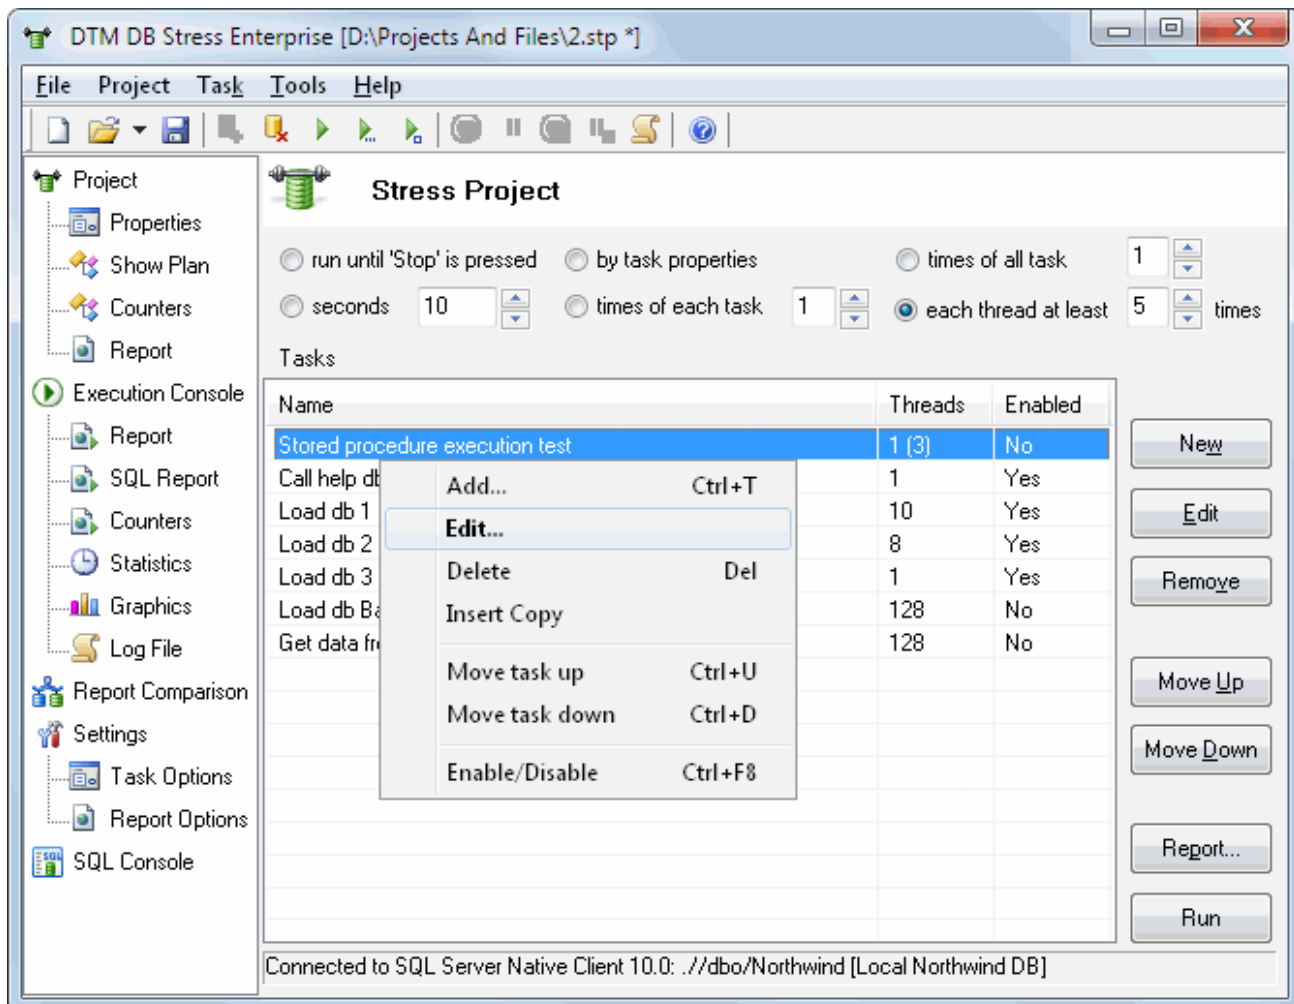 DTM DB Stress Enterprise [D:\Projects And Files\2.stp *]
File Project Task Tools Help
Project
Properties
Show Plan
Counters
Report
Execution Console
Report
SQL Report
Counters
Statistics
Graphics
Log File
Report Comparison
Settings
Task Options
Report Options
SQL Console
Stress Project
run until 'Stop' is pressed by task properties times of all task 1
seconds 10 times of each task 1 each thread at least 5 times
Tasks
Name Threads Enabled
Stored procedure execution test 1 (3) No
Call help 1 Yes
Load db 1 10 Yes
Load db 2 8 Yes
Load db 3 1 Yes
Load db 128 No
Get data 128 No
Add... Ctrl+T
Edit...
Delete Del
Insert Copy
Move task up Ctrl+U
Move task down Ctrl+D
Enable/Disable Ctrl+F8
New
Edit
Remove
Move Up
Move Down
Report...
Run
Connected to SQL Server Native Client 10.0: .//dbo/Northwind [Local Northwind DB]